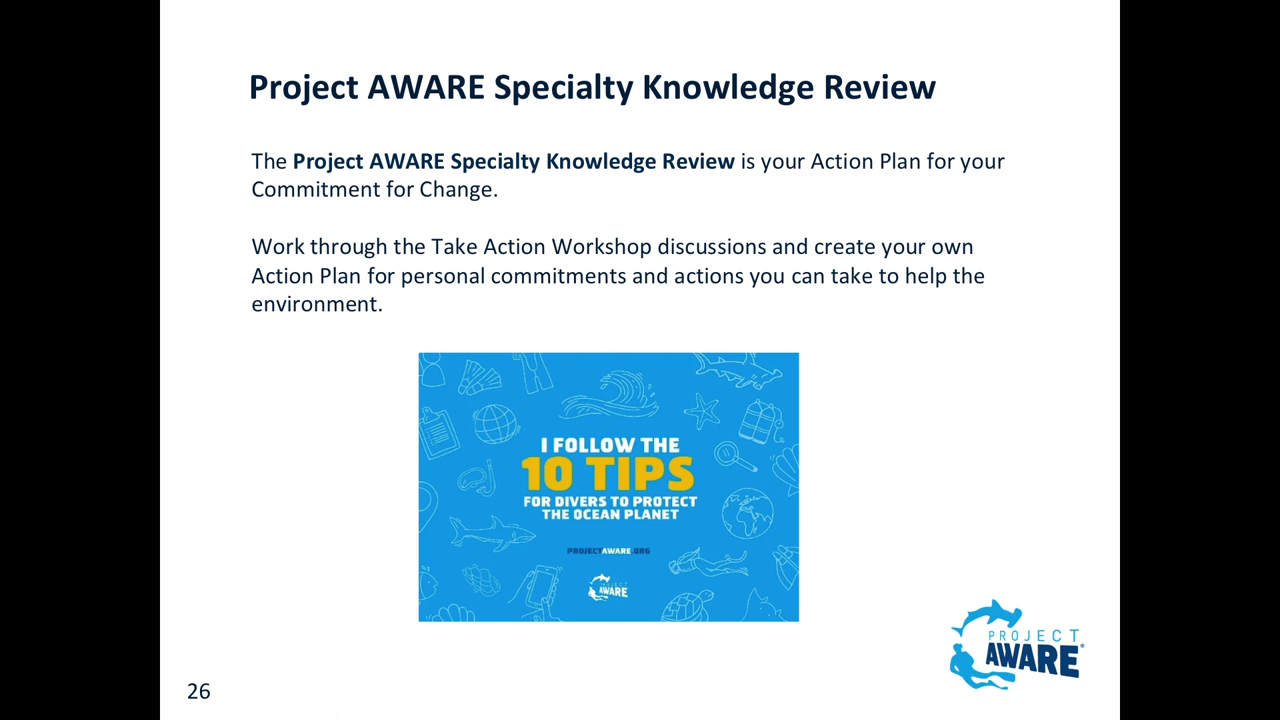 Project AWARE Specialty Knowledge Review
The Project AWARE Specialty Knowledge Review is your Action Plan for your
Commitment for Change.
Work through the Take Action Workshop discussions and create your own
Action Plan for personal commitments and actions you can take to help the
environment.
I FOLLOW THE
10 TIPS
FOR DIVERS TO PROTECT
THE OCEAN PLANET
PROJECTAWARE.ORG
PROJECT
AWARE
PROJECT
AWARE®
26